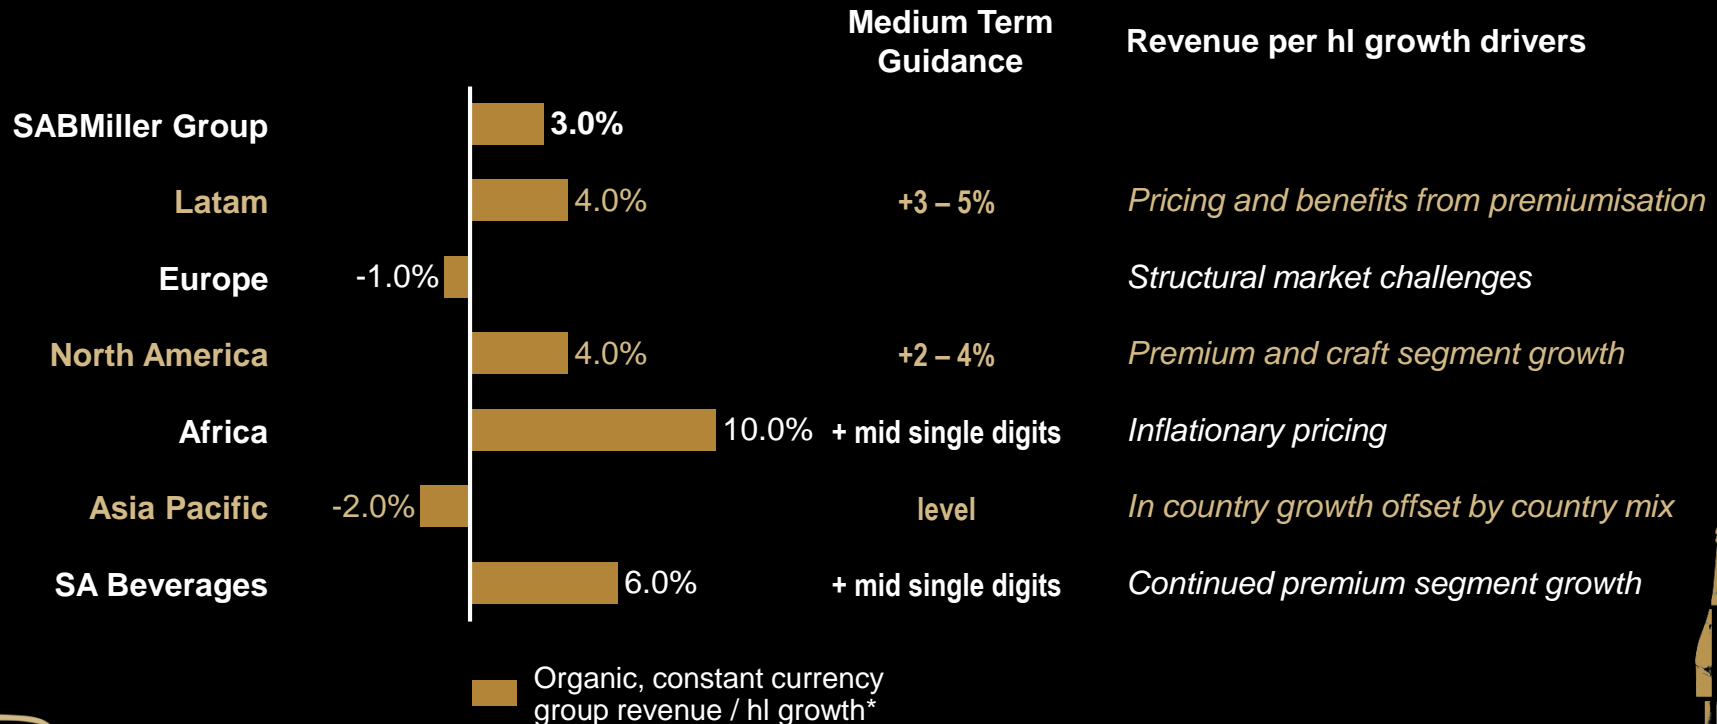 Medium Term
Guidance
Revenue per hl growth drivers
SABMiller Group 3.0%
Latam 4.0% +3 – 5% Pricing and benefits from premiumisation
Europe -1.0% Structural market challenges
North America 4.0% +2 – 4% Premium and craft segment growth
Africa 10.0% + mid single digits Inflationary pricing
Asia Pacific -2.0% level In country growth offset by country mix
SA Beverages 6.0% + mid single digits Continued premium segment growth
Organic, constant currency
group revenue / hl growth*